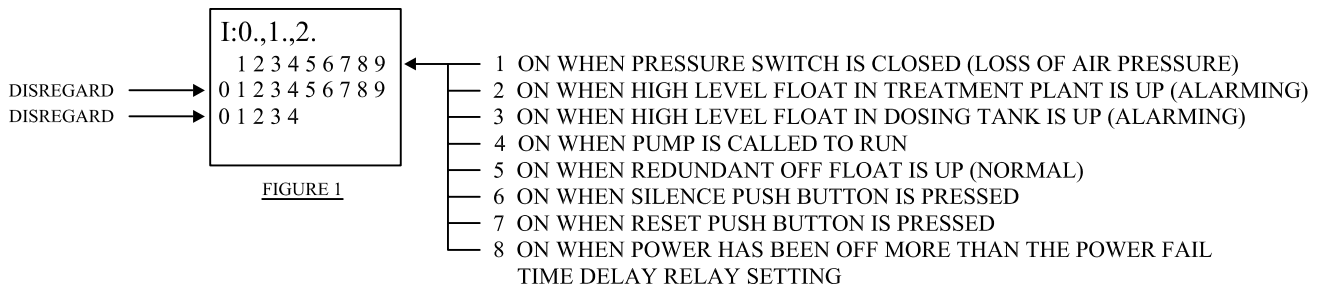 I:0.,1.,2.
1 2 3 4 5 6 7 8 9
DISREGARD 0 1 2 3 4 5 6 7 8 9
DISREGARD 0 1 2 3 4
FIGURE 1
1 ON WHEN PRESSURE SWITCH IS CLOSED (LOSS OF AIR PRESSURE)
2 ON WHEN HIGH LEVEL FLOAT IN TREATMENT PLANT IS UP (ALARMING)
3 ON WHEN HIGH LEVEL FLOAT IN DOSING TANK IS UP (ALARMING)
4 ON WHEN PUMP IS CALLED TO RUN
5 ON WHEN REDUNDANT OFF FLOAT IS UP (NORMAL)
6 ON WHEN SILENCE PUSH BUTTON IS PRESSED
7 ON WHEN RESET PUSH BUTTON IS PRESSED
8 ON WHEN POWER HAS BEEN OFF MORE THAN THE POWER FAIL
TIME DELAY RELAY SETTING